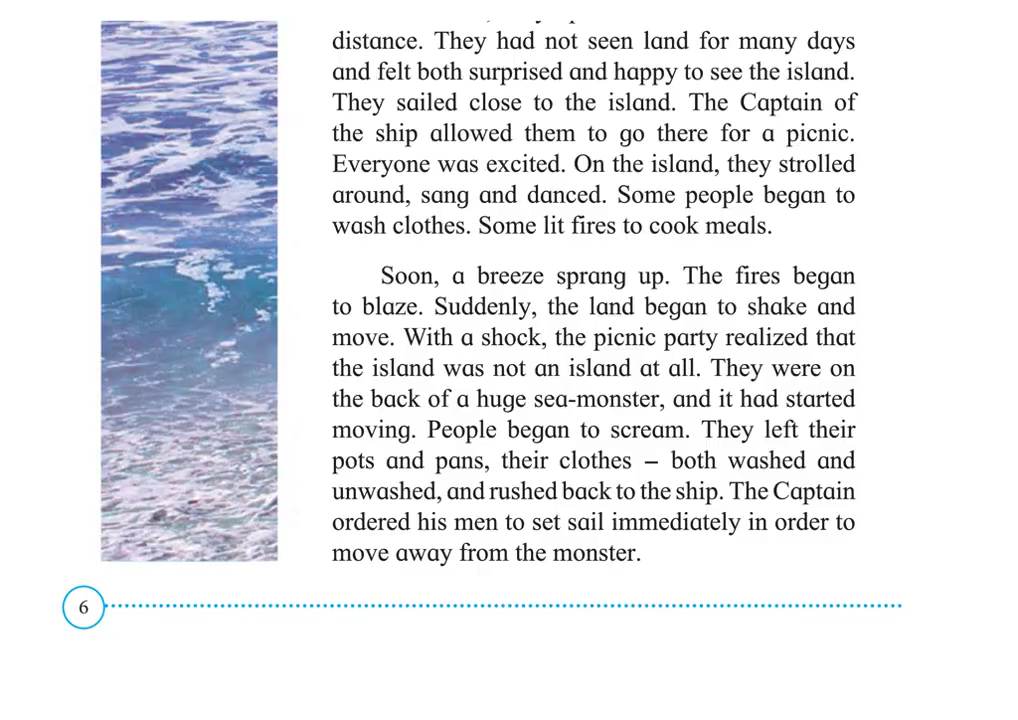 distance. They had not seen land for many days
and felt both surprised and happy to see the island.
They sailed close to the island. The Captain of
the ship allowed them to go there for a picnic.
Everyone was excited. On the island, they strolled
around, sang and danced. Some people began to
wash clothes. Some lit fires to cook meals.
Soon, a breeze sprang up. The fires began
to blaze. Suddenly, the land began to shake and
move. With a shock, the picnic party realized that
the island was not an island at all. They were on
the back of a huge sea-monster, and it had started
moving. People began to scream. They left their
pots and pans, their clothes – both washed and
unwashed, and rushed back to the ship. The Captain
ordered his men to set sail immediately in order to
move away from the monster.
6